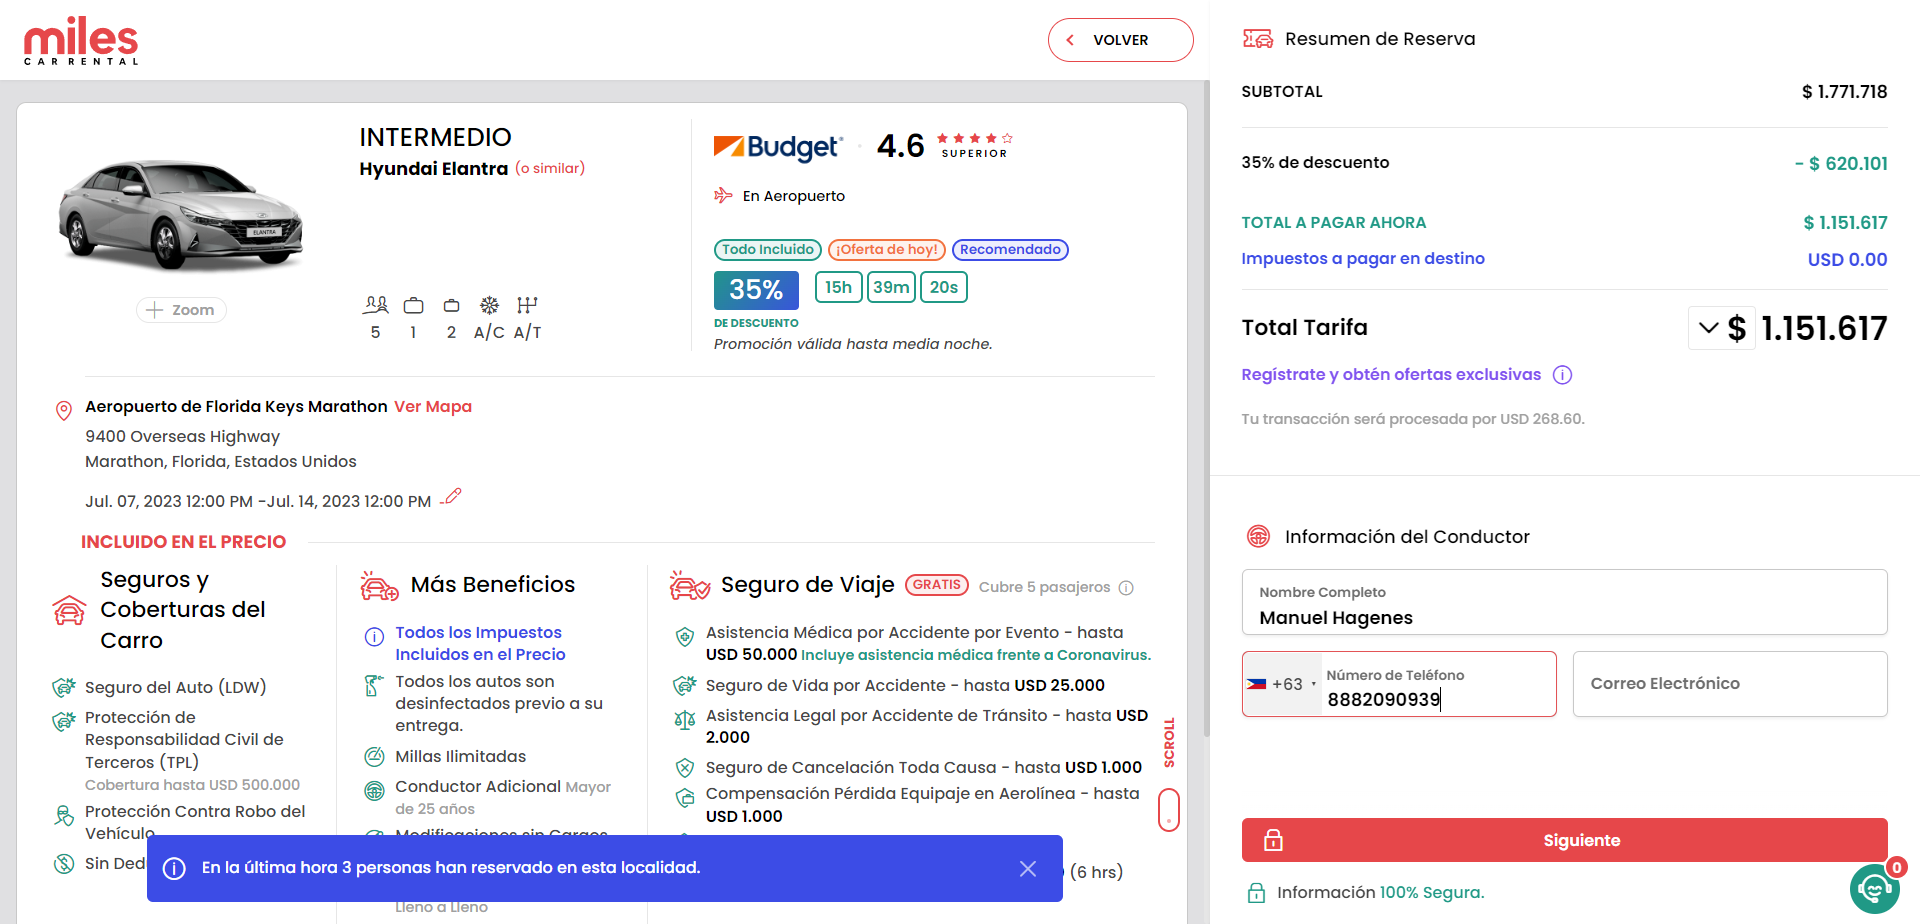 miles
CAR RENTAL
VOLVER
INTERMEDIO
Hyundai Elantra (o similar)
ELANTRA
Zoom
5 1 2 A/C A/T
Budget
4.6
SUPERIOR
En Aeropuerto
Todo Incluido ¡Oferta de hoy! Recomendado
35% 15h 39m 20s
DE DESCUENTO
Promoción válida hasta media noche.
Aeropuerto de Florida Keys Marathon Ver Mapa
9400 Overseas Highway
Marathon, Florida, Estados Unidos
Jul. 07, 2023 12:00 PM -Jul. 14, 2023 12:00 PM
INCLUIDO EN EL PRECIO
Seguros y
Coberturas del
Carro
Seguro del Auto (LDW)
Protección de
Responsabilidad Civil de
Terceros (TPL)
Cobertura hasta USD 500.000
Protección Contra Robo del
Vehículo
Sin Ded
Más Beneficios
Todos los Impuestos
Incluidos en el Precio
Todos los autos son
desinfectados previo a su
entrega.
Millas Ilimitadas
Conductor Adicional Mayor
de 25 años
Modificaciones sin Cargos
Lleno a Lleno
Seguro de Viaje GRATIS Cubre 5 pasajeros
Asistencia Médica por Accidente por Evento - hasta
USD 50.000 Incluye asistencia médica frente a Coronavirus.
Seguro de Vida por Accidente - hasta USD 25.000
Asistencia Legal por Accidente de Tránsito - hasta USD
2.000
Seguro de Cancelación Toda Causa - hasta USD 1.000
Compensación Pérdida Equipaje en Aerolínea - hasta
USD 1.000
(6 hrs)
SCROLL
En la última hora 3 personas han reservado en esta localidad.
Resumen de Reserva
SUBTOTAL $ 1.771.718
35% de descuento - $ 620.101
TOTAL A PAGAR AHORA $ 1.151.617
Impuestos a pagar en destino USD 0.00
Total Tarifa $ 1.151.617
Regístrate y obtén ofertas exclusivas
Tu transacción será procesada por USD 268.60.
Información del Conductor
Nombre Completo
Manuel Hagenes
+63
Número de Teléfono
8882090939
Correo Electrónico
Siguiente
Información 100% Segura.
0